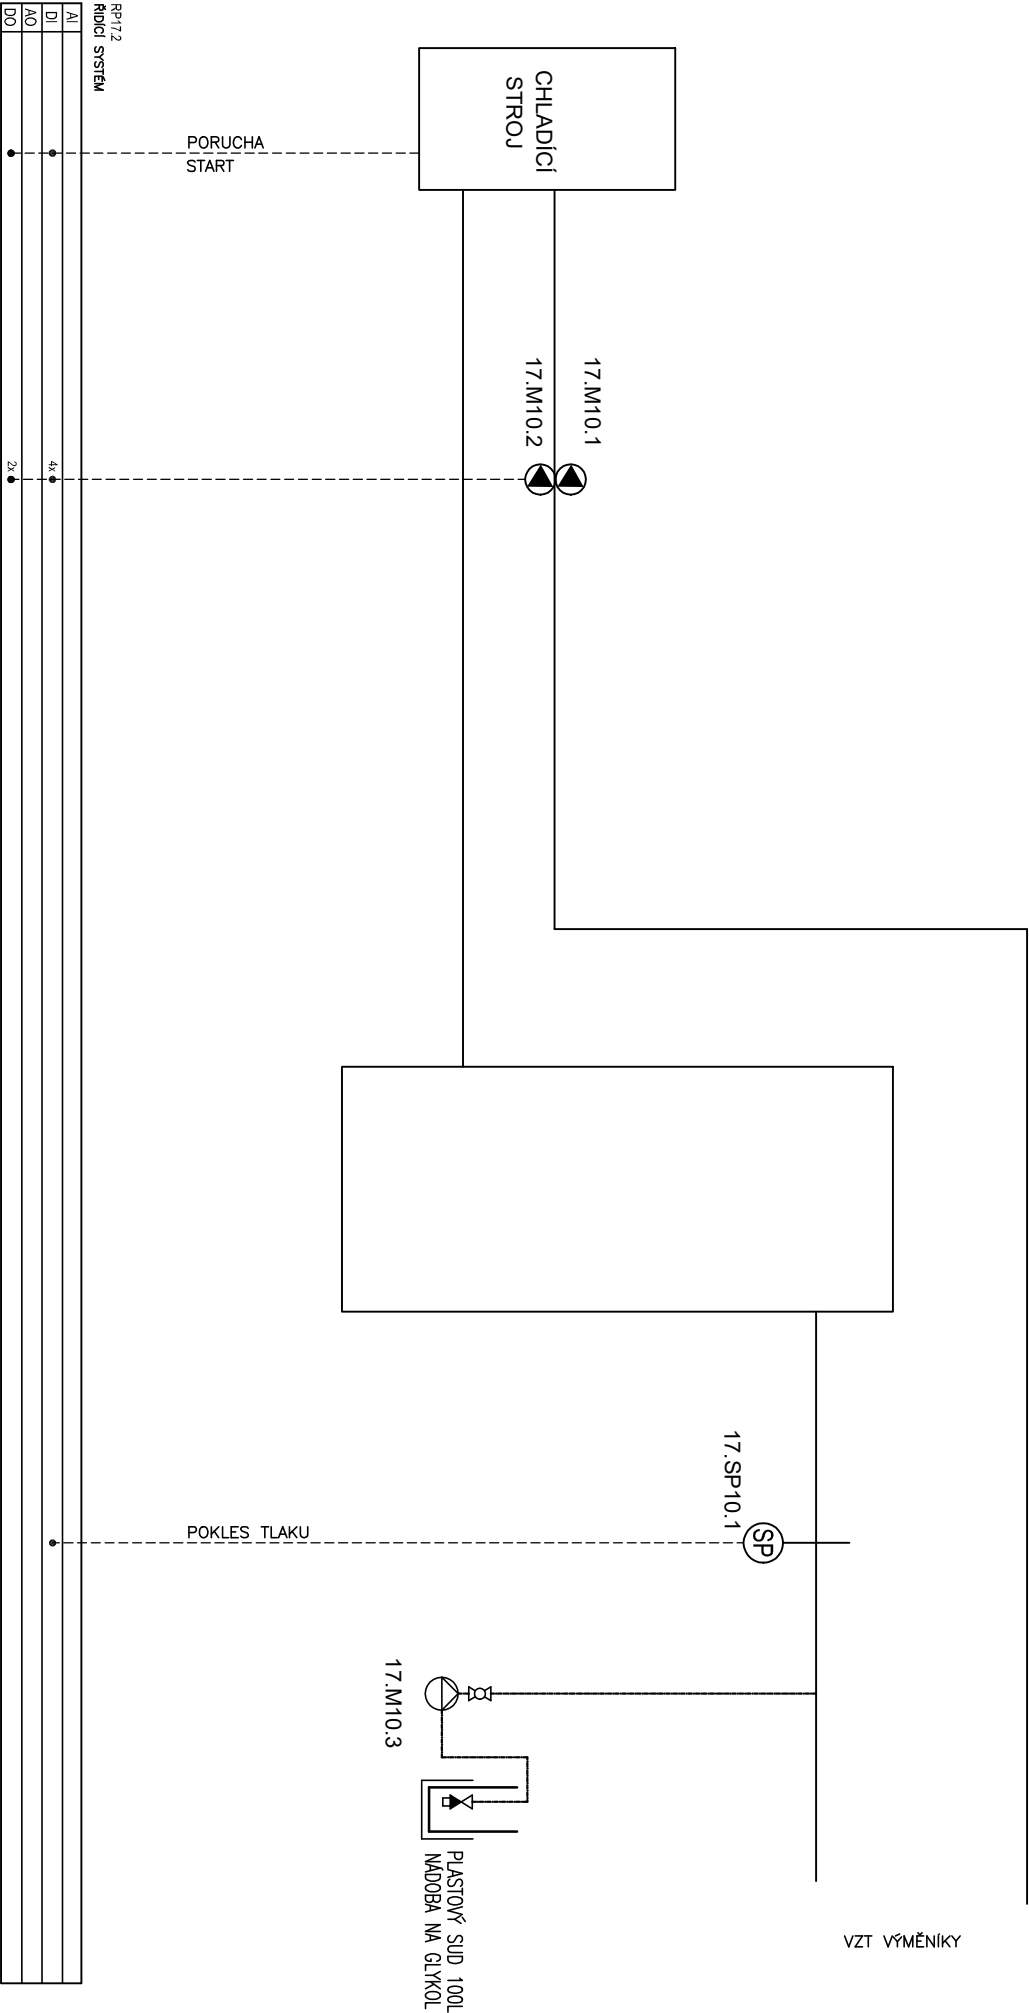 RP17.2
ŘÍDÍCÍ SYSTÉM
AI
DI
AO
DO
PORUCHA
START
CHLADÍCÍ
STROJ
17.M10.1
17.M10.2
4x
2x
17.SP10.1
SP
POKLES TLAKU
17.M10.3
PLASTOVÝ SUD 100L
NÁDOBA NA GLYKOL
VZT VÝMĚNÍKY